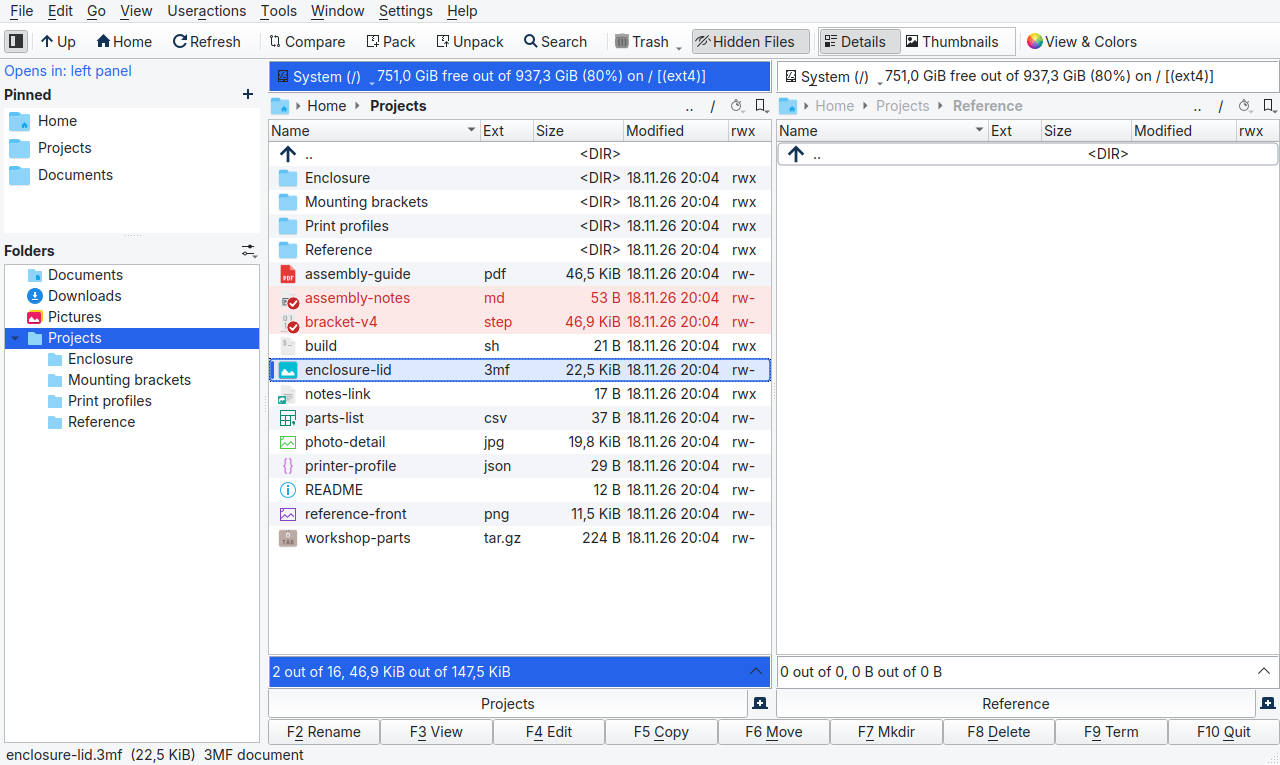 File Edit Go View Useractions Tools Window Settings Help
Up Home Refresh Compare Pack Unpack Search Trash Hidden Files Details Thumbnails View & Colors
Opens in: left panel
Pinned
Home
Projects
Documents
Folders
Documents
Downloads
Pictures
Projects
Enclosure
Mounting brackets
Print profiles
Reference
System (/) 751,0 GiB free out of 937,3 GiB (80%) on / [(ext4)]
Home Projects .. /
Name Ext Size Modified rwx
.. <DIR>
Enclosure <DIR> 18.11.26 20:04 rwx
Mounting brackets <DIR> 18.11.26 20:04 rwx
Print profiles <DIR> 18.11.26 20:04 rwx
Reference <DIR> 18.11.26 20:04 rwx
assembly-guide pdf 46,5 KiB 18.11.26 20:04 rw-
assembly-notes md 53 B 18.11.26 20:04 rw-
bracket-v4 step 46,9 KiB 18.11.26 20:04 rw-
build sh 21 B 18.11.26 20:04 rwx
enclosure-lid 3mf 22,5 KiB 18.11.26 20:04 rw-
notes-link 17 B 18.11.26 20:04 rwx
parts-list csv 37 B 18.11.26 20:04 rw-
photo-detail jpg 19,8 KiB 18.11.26 20:04 rw-
printer-profile json 29 B 18.11.26 20:04 rw-
README 12 B 18.11.26 20:04 rw-
reference-front png 11,5 KiB 18.11.26 20:04 rw-
workshop-parts tar.gz 224 B 18.11.26 20:04 rw-
2 out of 16, 46,9 KiB out of 147,5 KiB
Projects
System (/) 751,0 GiB free out of 937,3 GiB (80%) on / [(ext4)]
Home Projects Reference .. /
Name Ext Size Modified rwx
.. <DIR>
0 out of 0, 0 B out of 0 B
Reference
F2 Rename F3 View F4 Edit F5 Copy F6 Move F7 Mkdir F8 Delete F9 Term F10 Quit
enclosure-lid.3mf (22,5 KiB) 3MF document